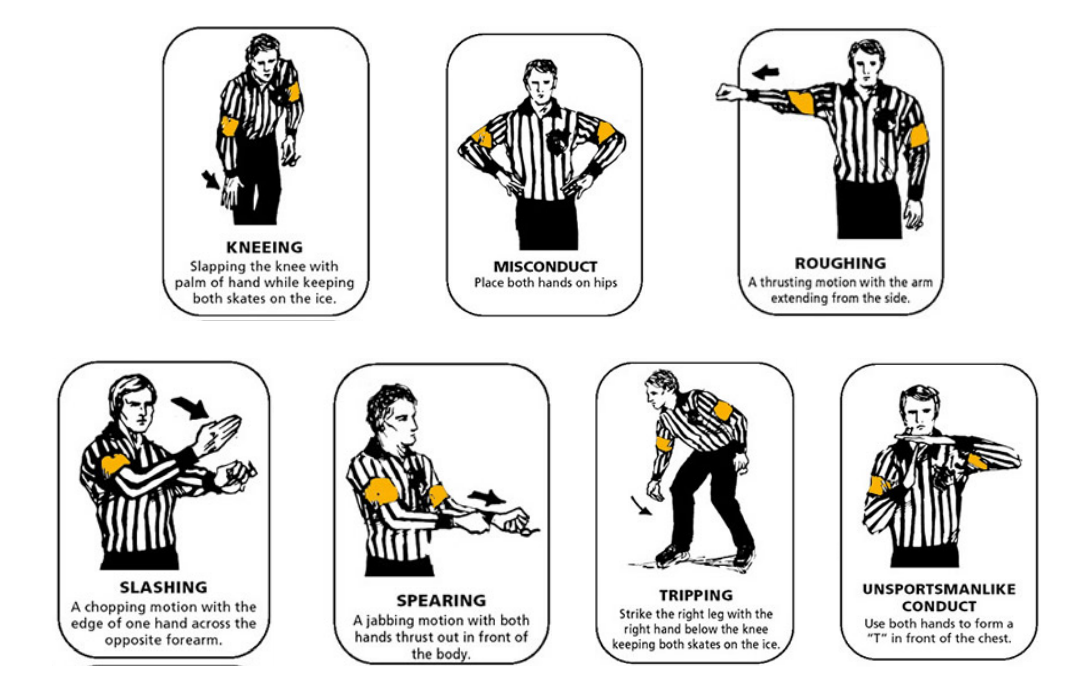 KNEEING
Slapping the knee with
palm of hand while keeping
both skates on the ice.
MISCONDUCT
Place both hands on hips
ROUGHING
A thrusting motion with the arm
extending from the side.
SLASHING
A chopping motion with the
edge of one hand across the
opposite forearm.
SPEARING
A jabbing motion with both
hands thrust out in front of
the body.
TRIPPING
Strike the right leg with the
right hand below the knee
keeping both skates on the ice.
UNSPORTSMANLIKE
CONDUCT
Use both hands to form a
"T" in front of the chest.